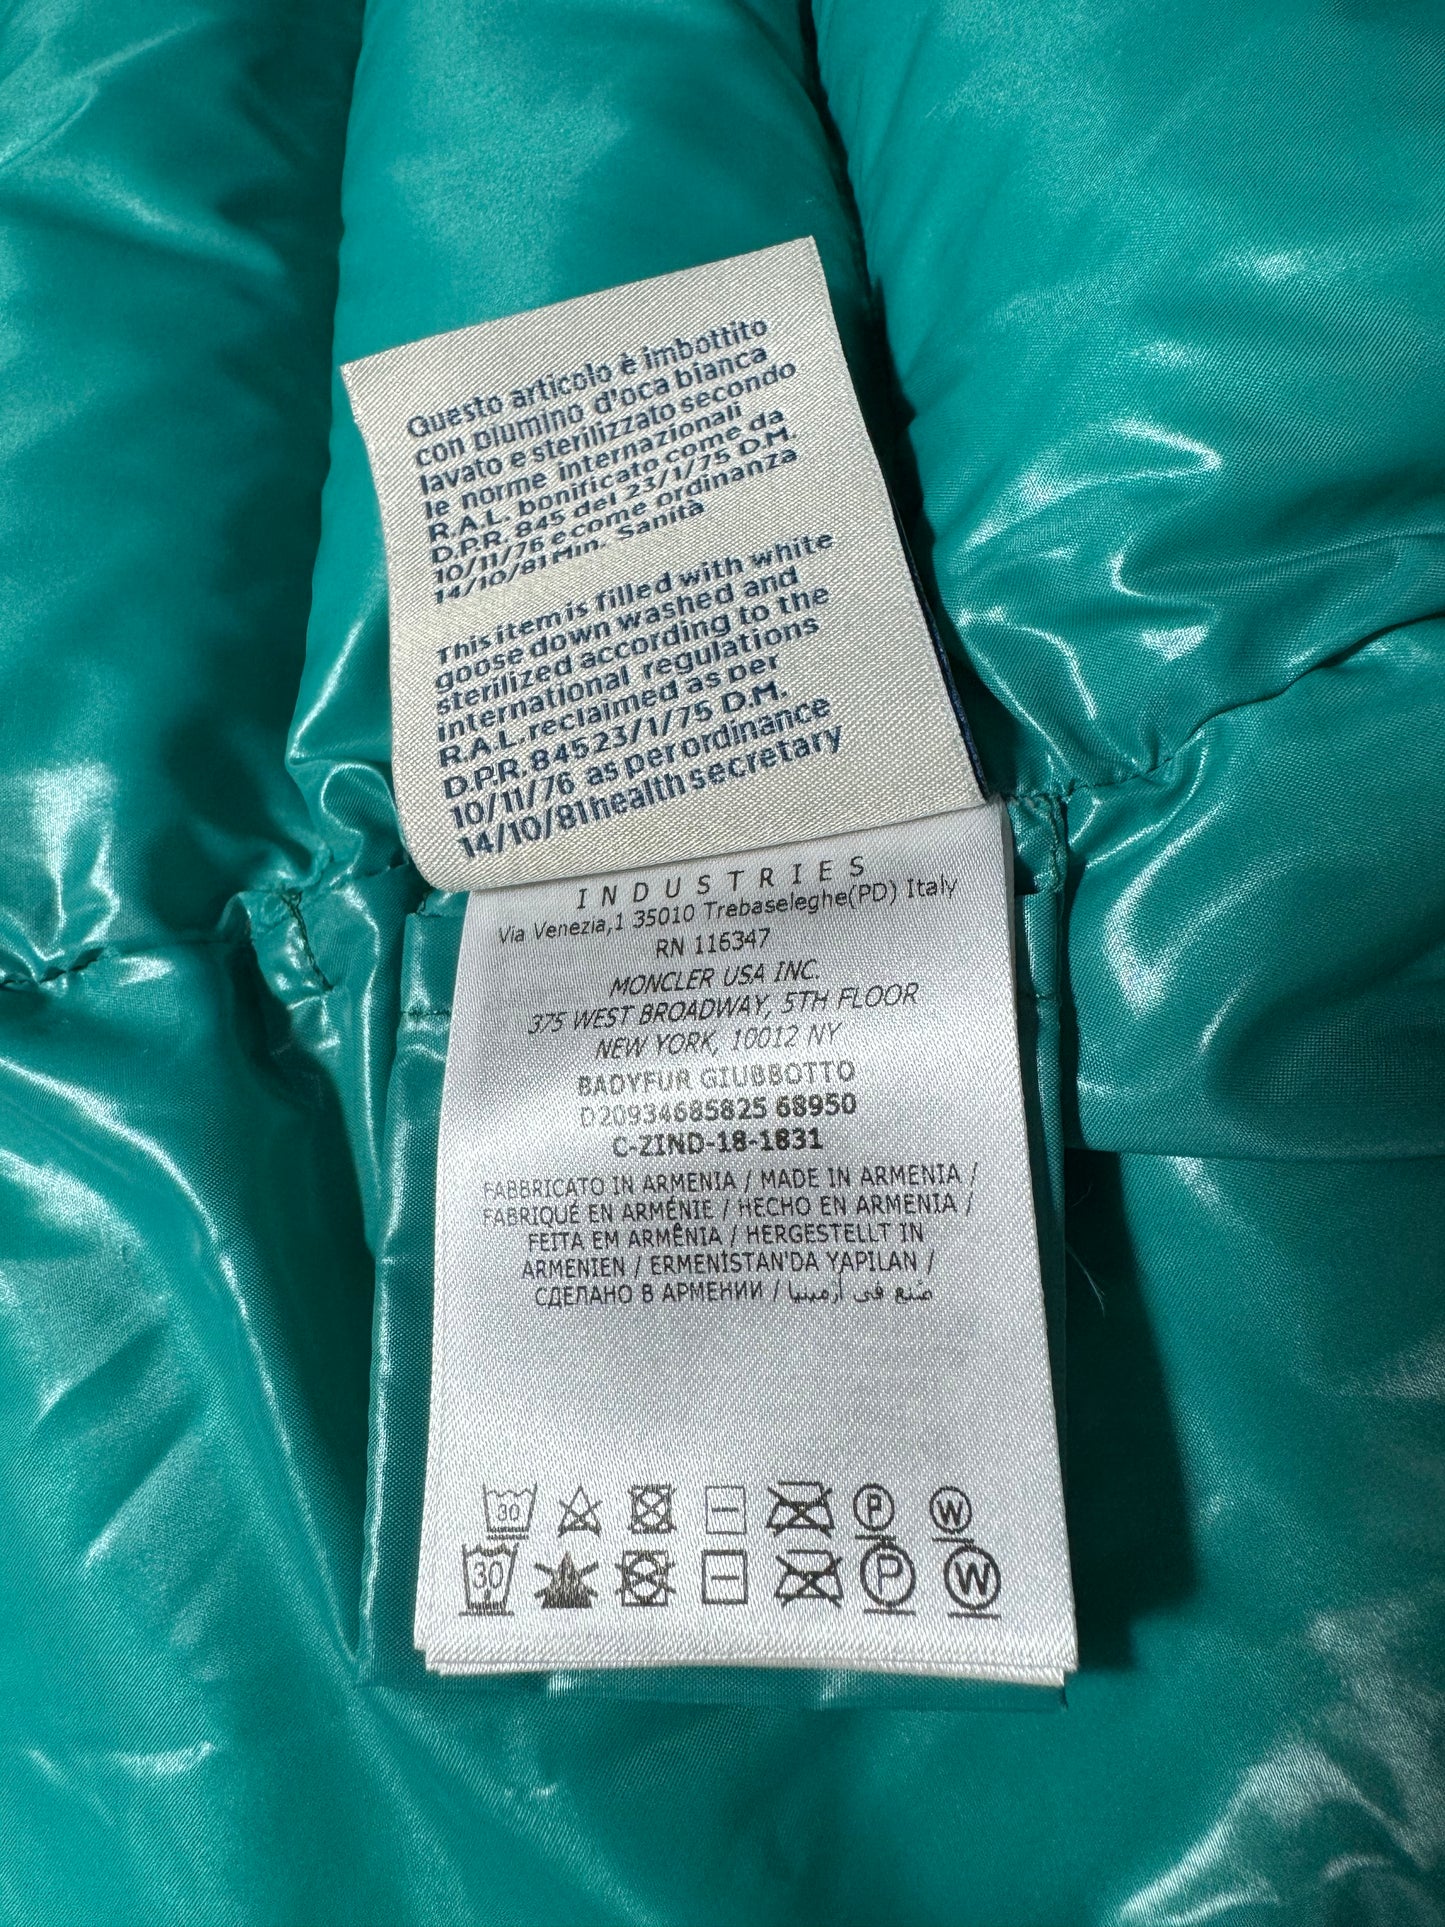 Questo articolo è imbottito
con piumino d'oca bianca
lavato e sterilizzato secondo
le norme internazionali
R.A.L. bonificato come da
D.P.R. 845 del 23/1/75 D.M.
10/11/76 e come ordinanza
14/10/81 Min. Sanità
This item is filled with white
goose down washed and
sterilized according to the
international regulations
R.A.L. reclaimed as per
D.P.R. 845 23/1/75 D.M.
10/11/76 as per ordinance
14/10/81 health secretary
INDUSTRIES
Via Venezia,1 35010 Trebaseleghe(PD) Italy
RN 116347
MONCLER USA INC.
375 WEST BROADWAY, 5TH FLOOR
NEW YORK, 10012 NY
BADYFUR GIUBBOTTO
D20934685825 68950
C-ZIND-18-1831
FABBRICATO IN ARMENIA / MADE IN ARMENIA /
FABRIQUÉ EN ARMÉNIE / HECHO EN ARMENIA /
FEITA EM ARMÊNIA / HERGESTELLT IN
ARMENIEN / ERMENİSTAN'DA YAPILAN /
СДЕЛАНО В АРМЕНИИ / صنع في أرمينيا
30 P W
30 P W